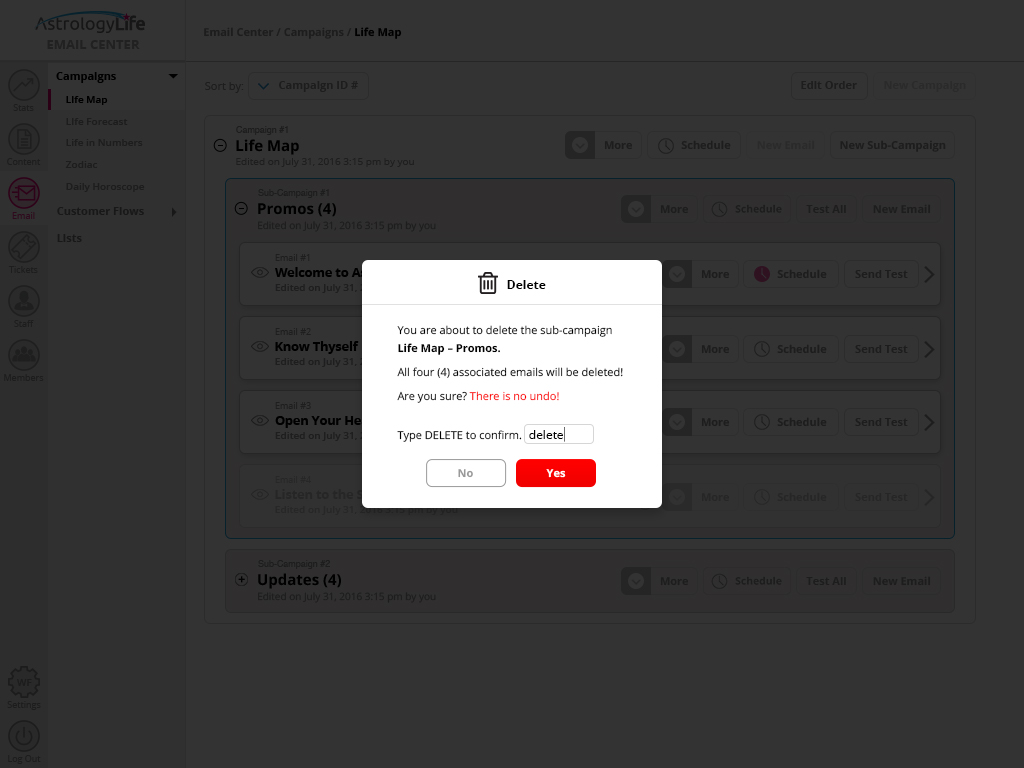 AstrologyLife
EMAIL CENTER
Email Center / Campaigns / Life Map
Stats
Content
Email
Tickets
Staff
Members
Settings
WF
Log Out
Campaigns
Life Map
Life Forecast
Life in Numbers
Zodiac
Daily Horoscope
Customer Flows
Lists
Sort by: Campaign ID #
Edit Order
New Campaign
Campaign #1
Life Map
Edited on July 31, 2016 3:15 pm by you
More
Schedule
New Email
New Sub-Campaign
Sub-Campaign #1
Promos (4)
Edited on July 31, 2016 3:15 pm by you
More
Schedule
Test All
New Email
Email #1
Welcome to
Edited on July 31,
More
Schedule
Send Test
Email #2
Know Thyself
Edited on July 31,
More
Schedule
Send Test
Email #3
Open Your
Edited on July 31,
More
Schedule
Send Test
Email #4
Listen to the
Edited on July 31, 2016 3:15 pm by you
More
Schedule
Send Test
Sub-Campaign #2
Updates (4)
Edited on July 31, 2016 3:15 pm by you
More
Schedule
Test All
New Email
Delete
You are about to delete the sub-campaign
Life Map – Promos.
All four (4) associated emails will be deleted!
Are you sure? There is no undo!
Type DELETE to confirm. delete
No
Yes